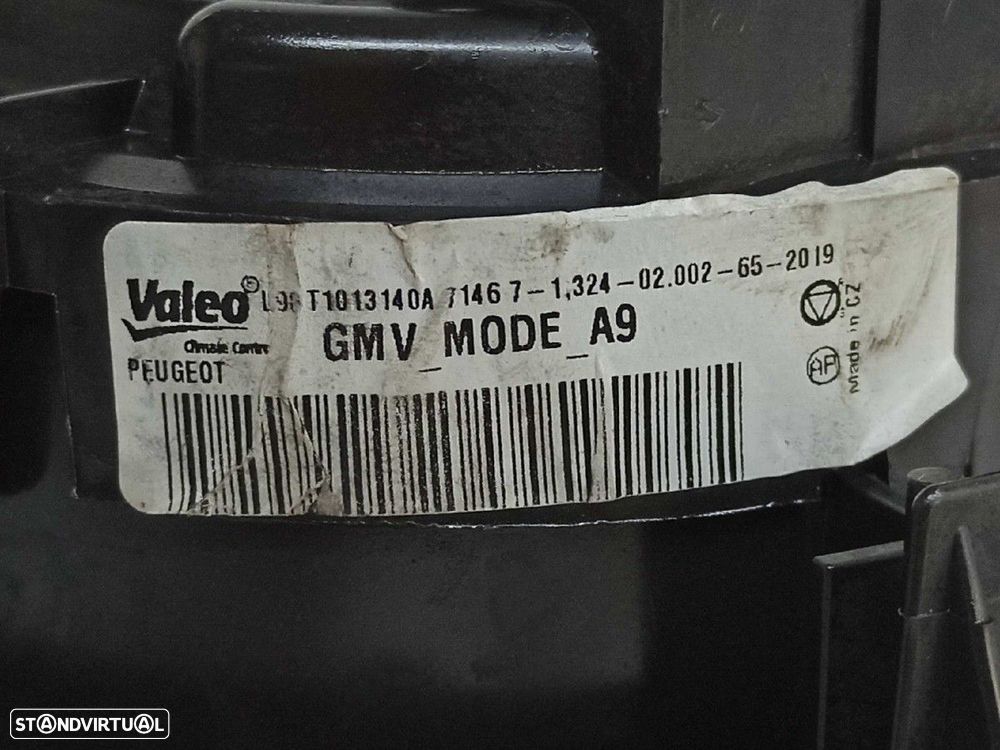 Valeo
T1013140A 7146 7-1,324-02.002-65-2019
Climate Control
PEUGEOT
GMV_MODE_A9
AF
Made in CZ
STANDVIRTUAL